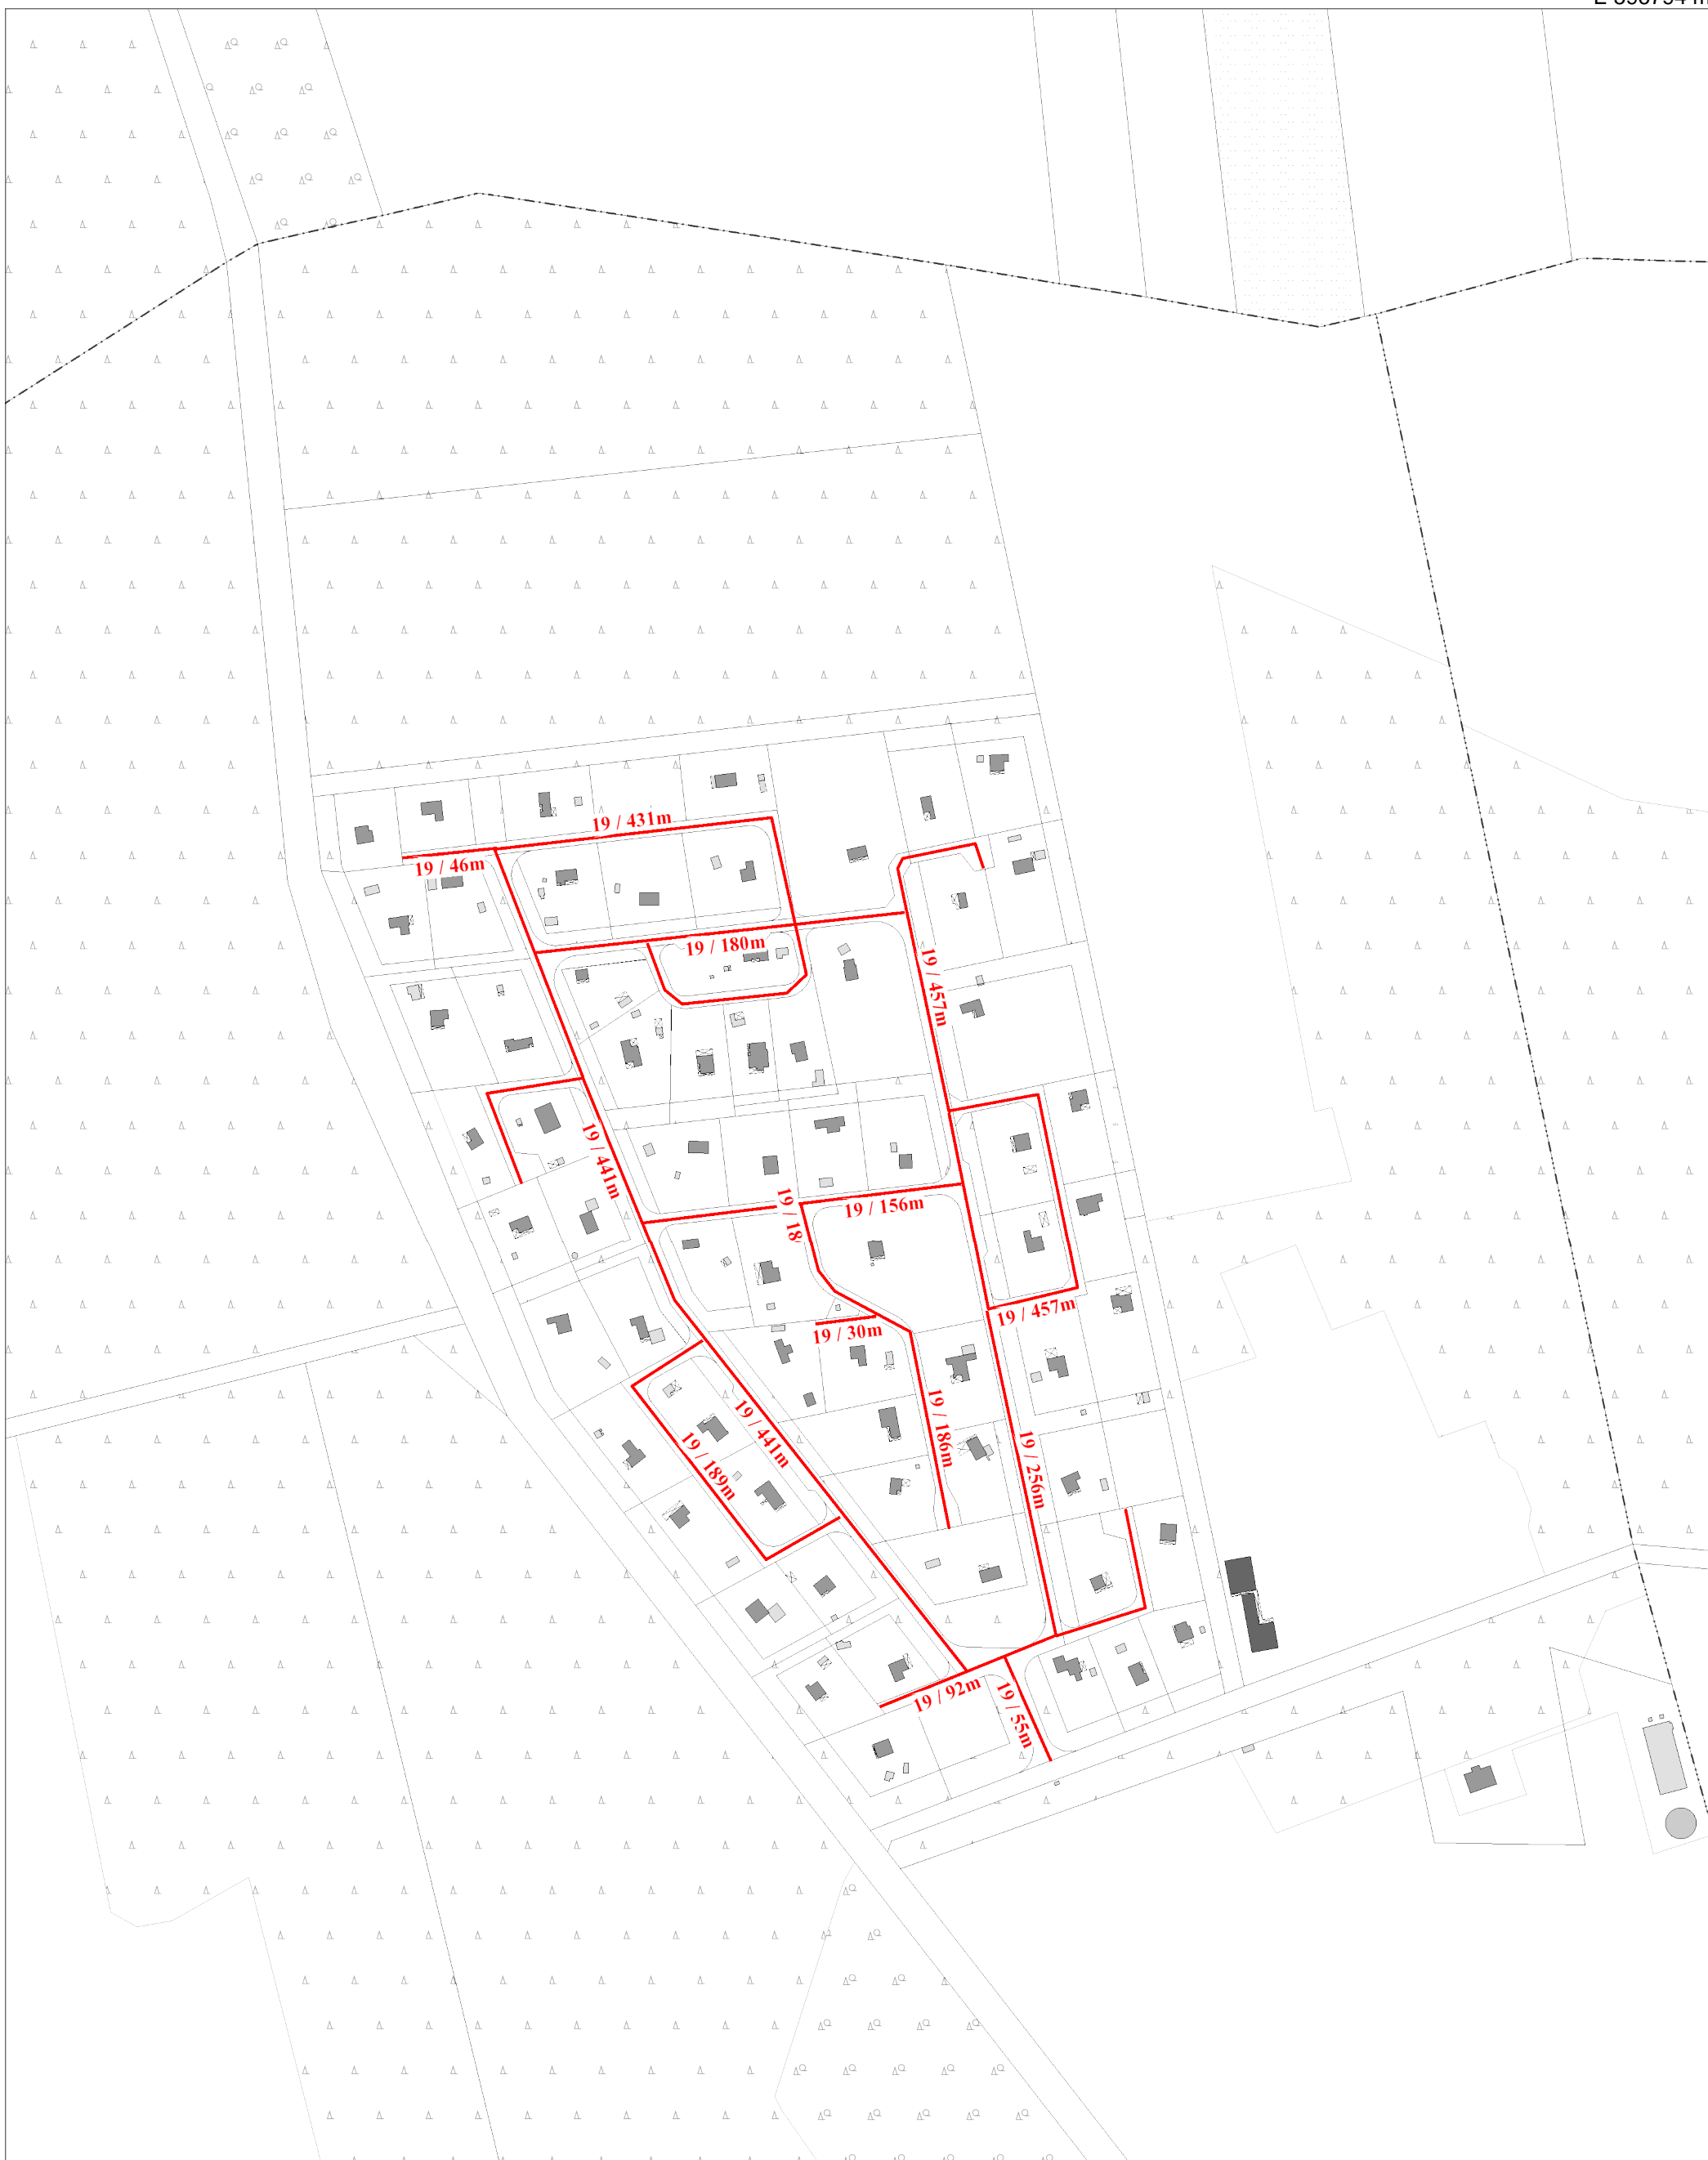 19 / 431m
19 / 46m
19 / 180m
19 / 457m
19 / 441m
19 / 18
19 / 156m
19 / 457m
19 / 30m
19 / 441m
19 / 186m
19 / 189m
19 / 256m
19 / 92m
19 / 55m